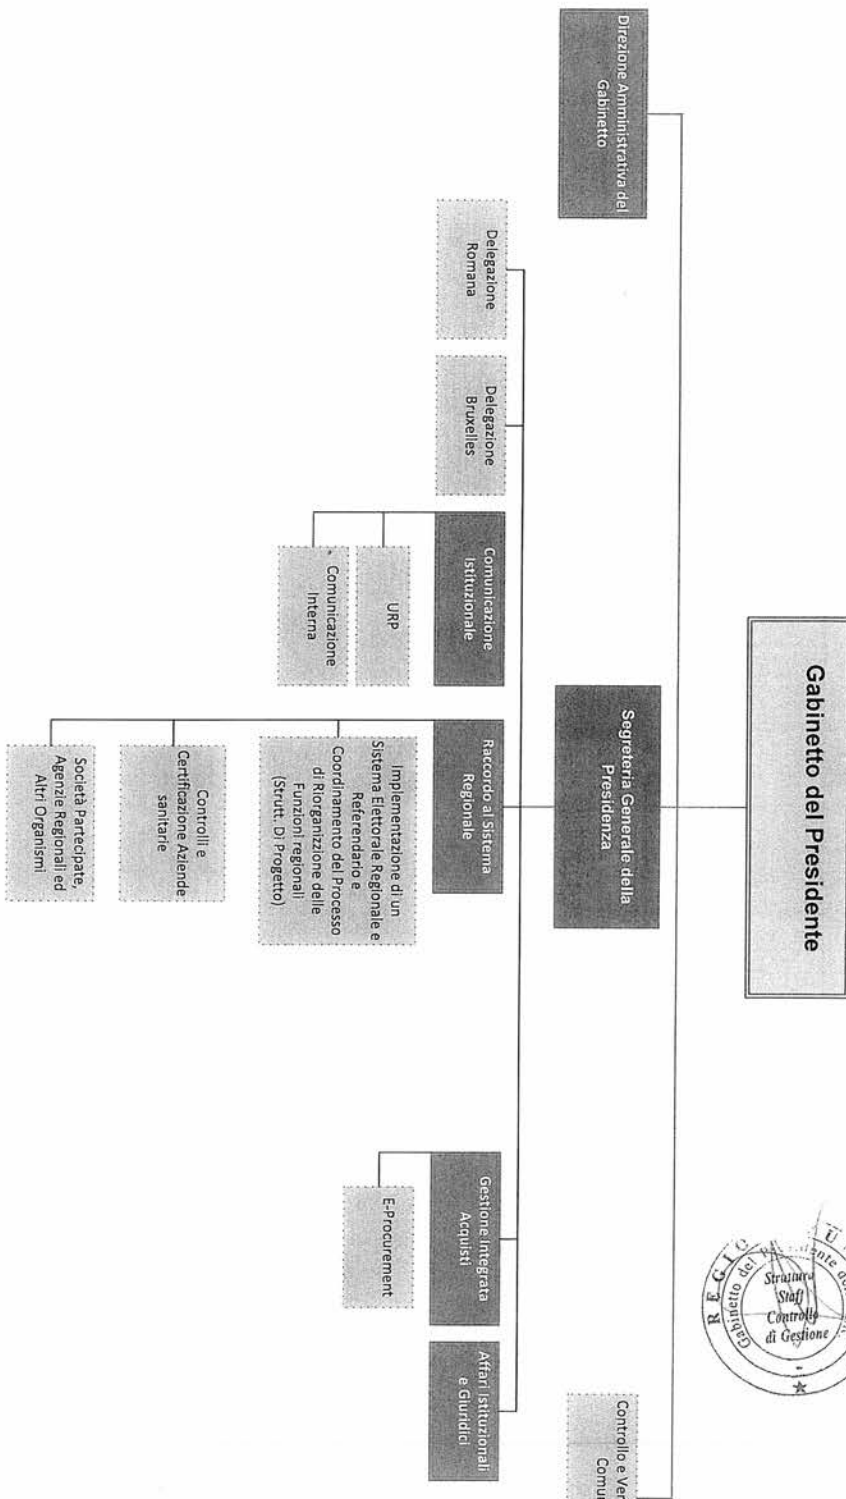 Gabinetto del Presidente
Direzione Amministrativa del
Gabinetto
Segreteria Generale della
Presidenza
Controllo e
Delegazione
Romana
Delegazione
Bruxelles
Comunicazione
Istituzionale
URP
Comunicazione
Interna
Raccordo al Sistema
Regionale
Implementazione di un
Sistema Elettorale Regionale e
Referendario e
Coordinamento del Processo
di Riorganizzione delle
Funzioni regionali
(Strutt. Di Progetto)
Controlli e
Certificazione Aziende
sanitarie
Società Partecipate,
Agenzie Regionali ed
Altri Organismi
Gestione Integrata
Acquisti
E-Procurement
Affari Istituzionali
e Giuridici
Gabinetto del
Struttura
Staff
Controllo
di Gestione